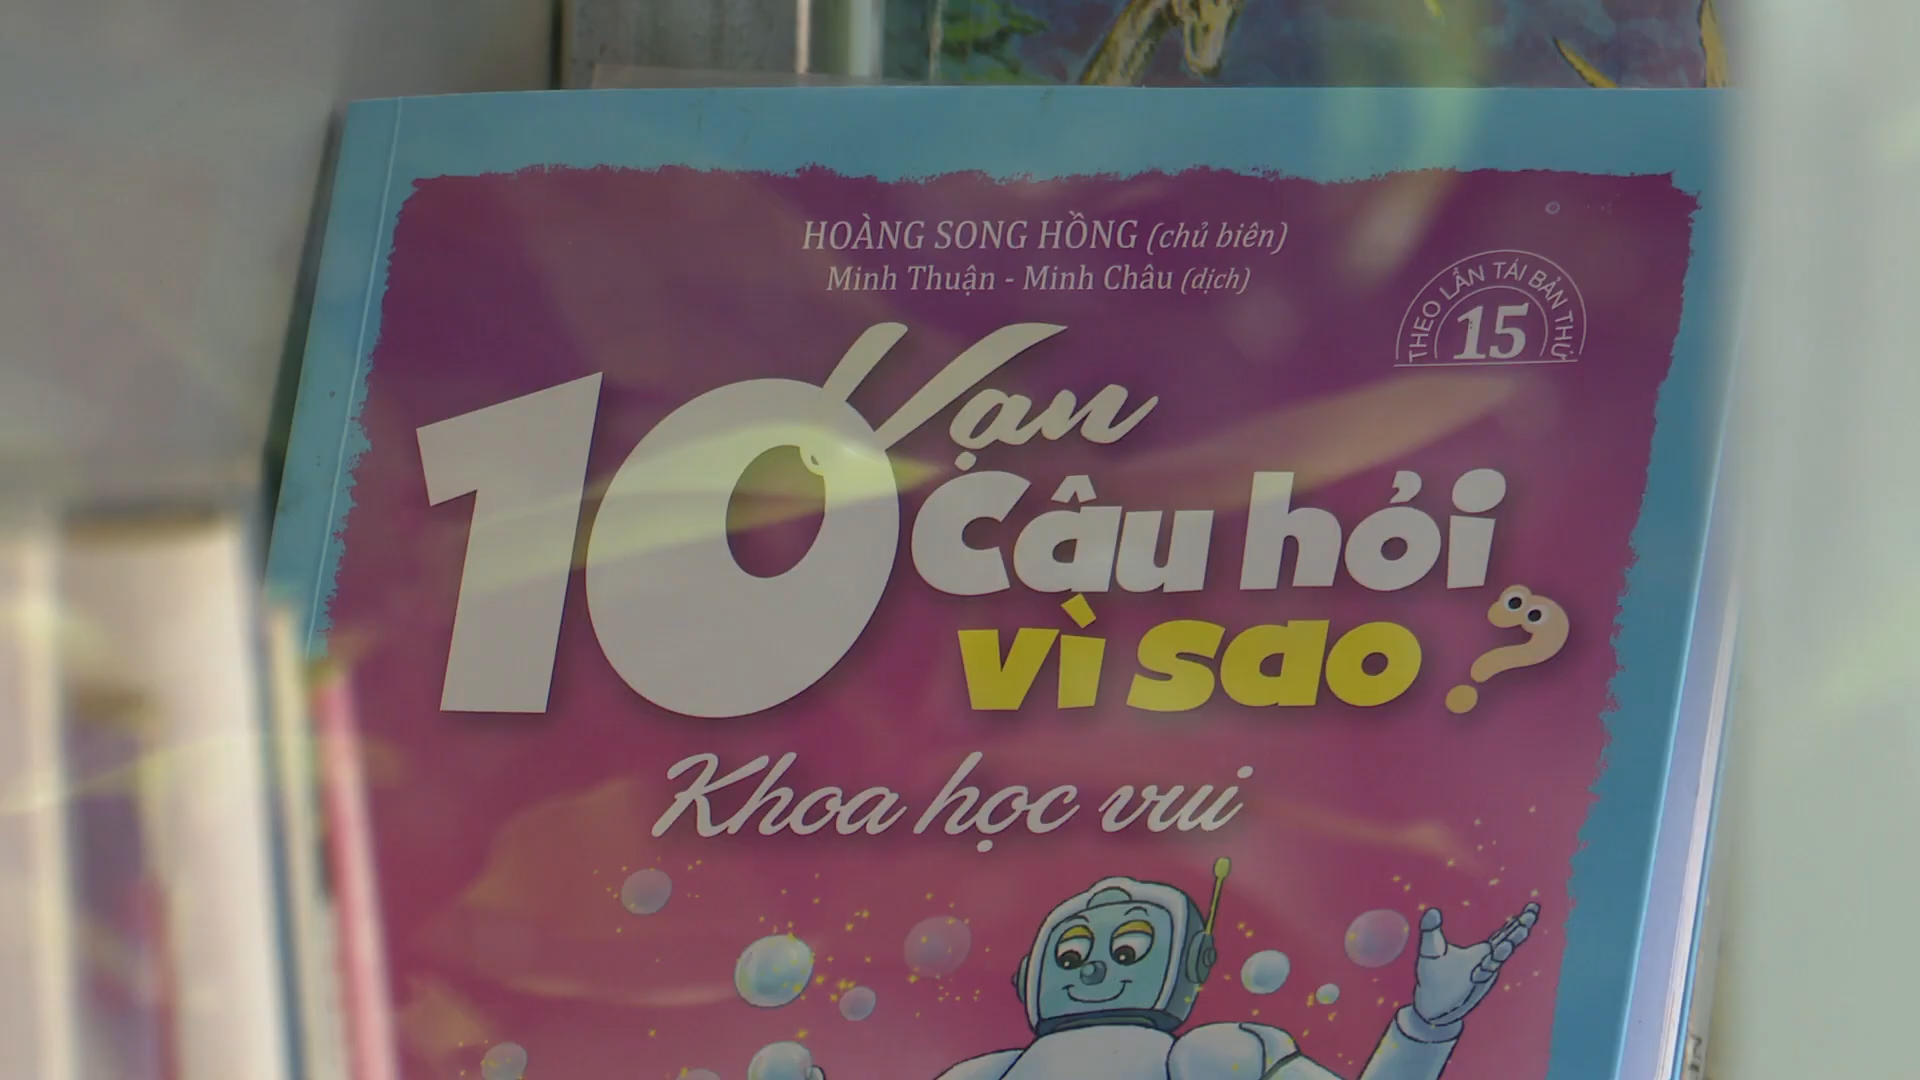 HOÀNG SONG HỒNG (chủ biên)
Minh Thuận - Minh Châu (dịch)
THEO LẦN TÁI BẢN THỨ
15
10 Vạn
Câu hỏi
vì sao?
Khoa học vui